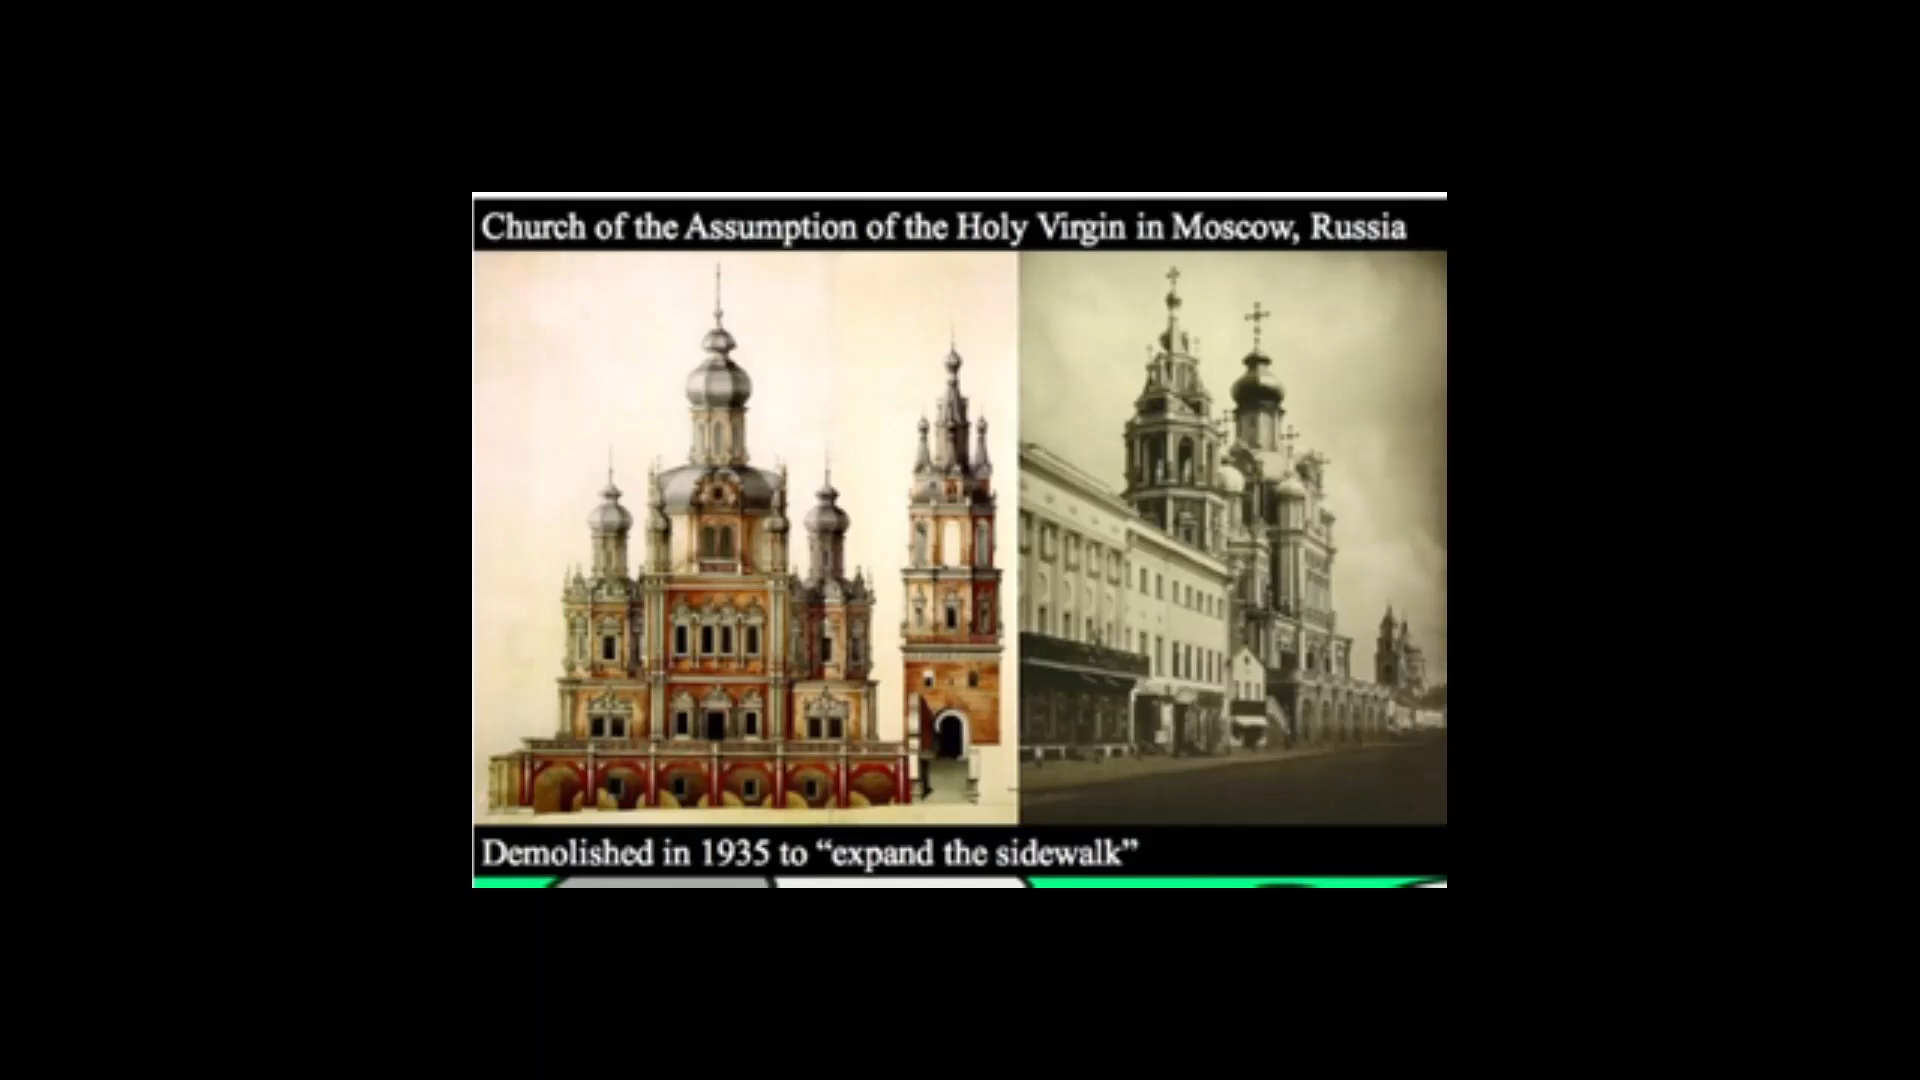 Church of the Assumption of the Holy Virgin in Moscow, Russia
Demolished in 1935 to “expand the sidewalk”